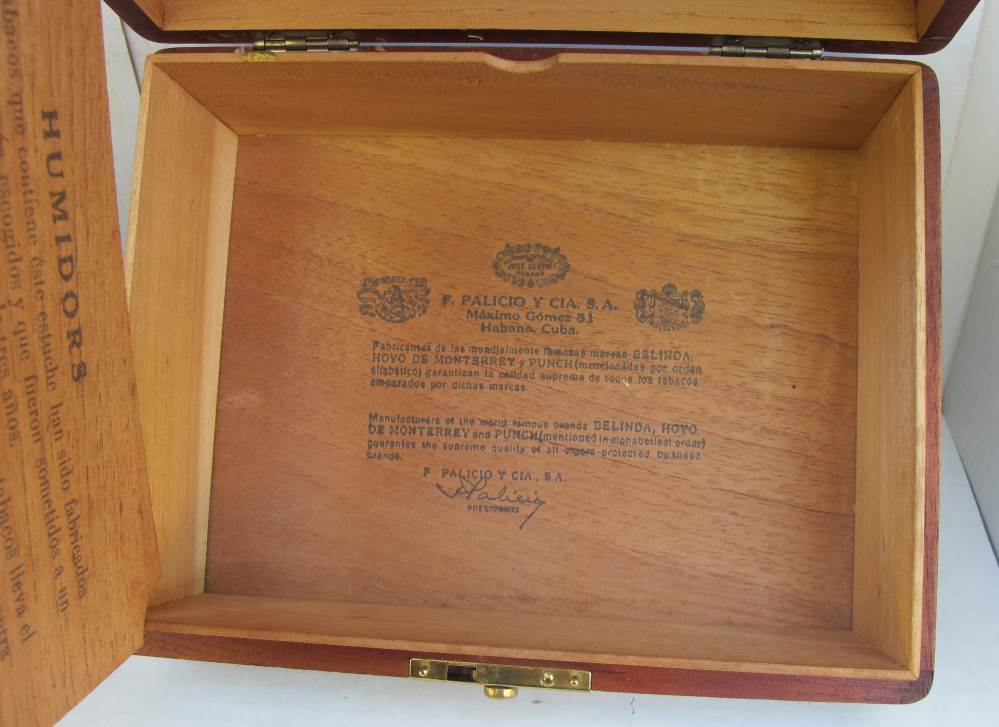 HUMIDORS
tabacos que contiene éste estuche han sido fabricados
escogidos y que fueron sometidos a un
tres años.
tabacos lleva el
JOSE GENER
HABANA
F. PALICIO Y CIA. S. A.
Máximo Gómez 51
Habana, Cuba.
Fabricantes de las mundialmente famosas marcas BELINDA,
HOYO DE MONTERREY y PUNCH (mencionadas por orden
alfabético) garantizan la calidad suprema de todos los tabacos
amparados por dichas marcas
Manufacturers of the world famous brands BELINDA, HOYO
DE MONTERREY and PUNCH (mentioned in alphabetical order)
guarantee the supreme quality of all cigars protected by these
brands.
F PALICIO Y CIA., S.A.
Palicio
PRESIDENTE